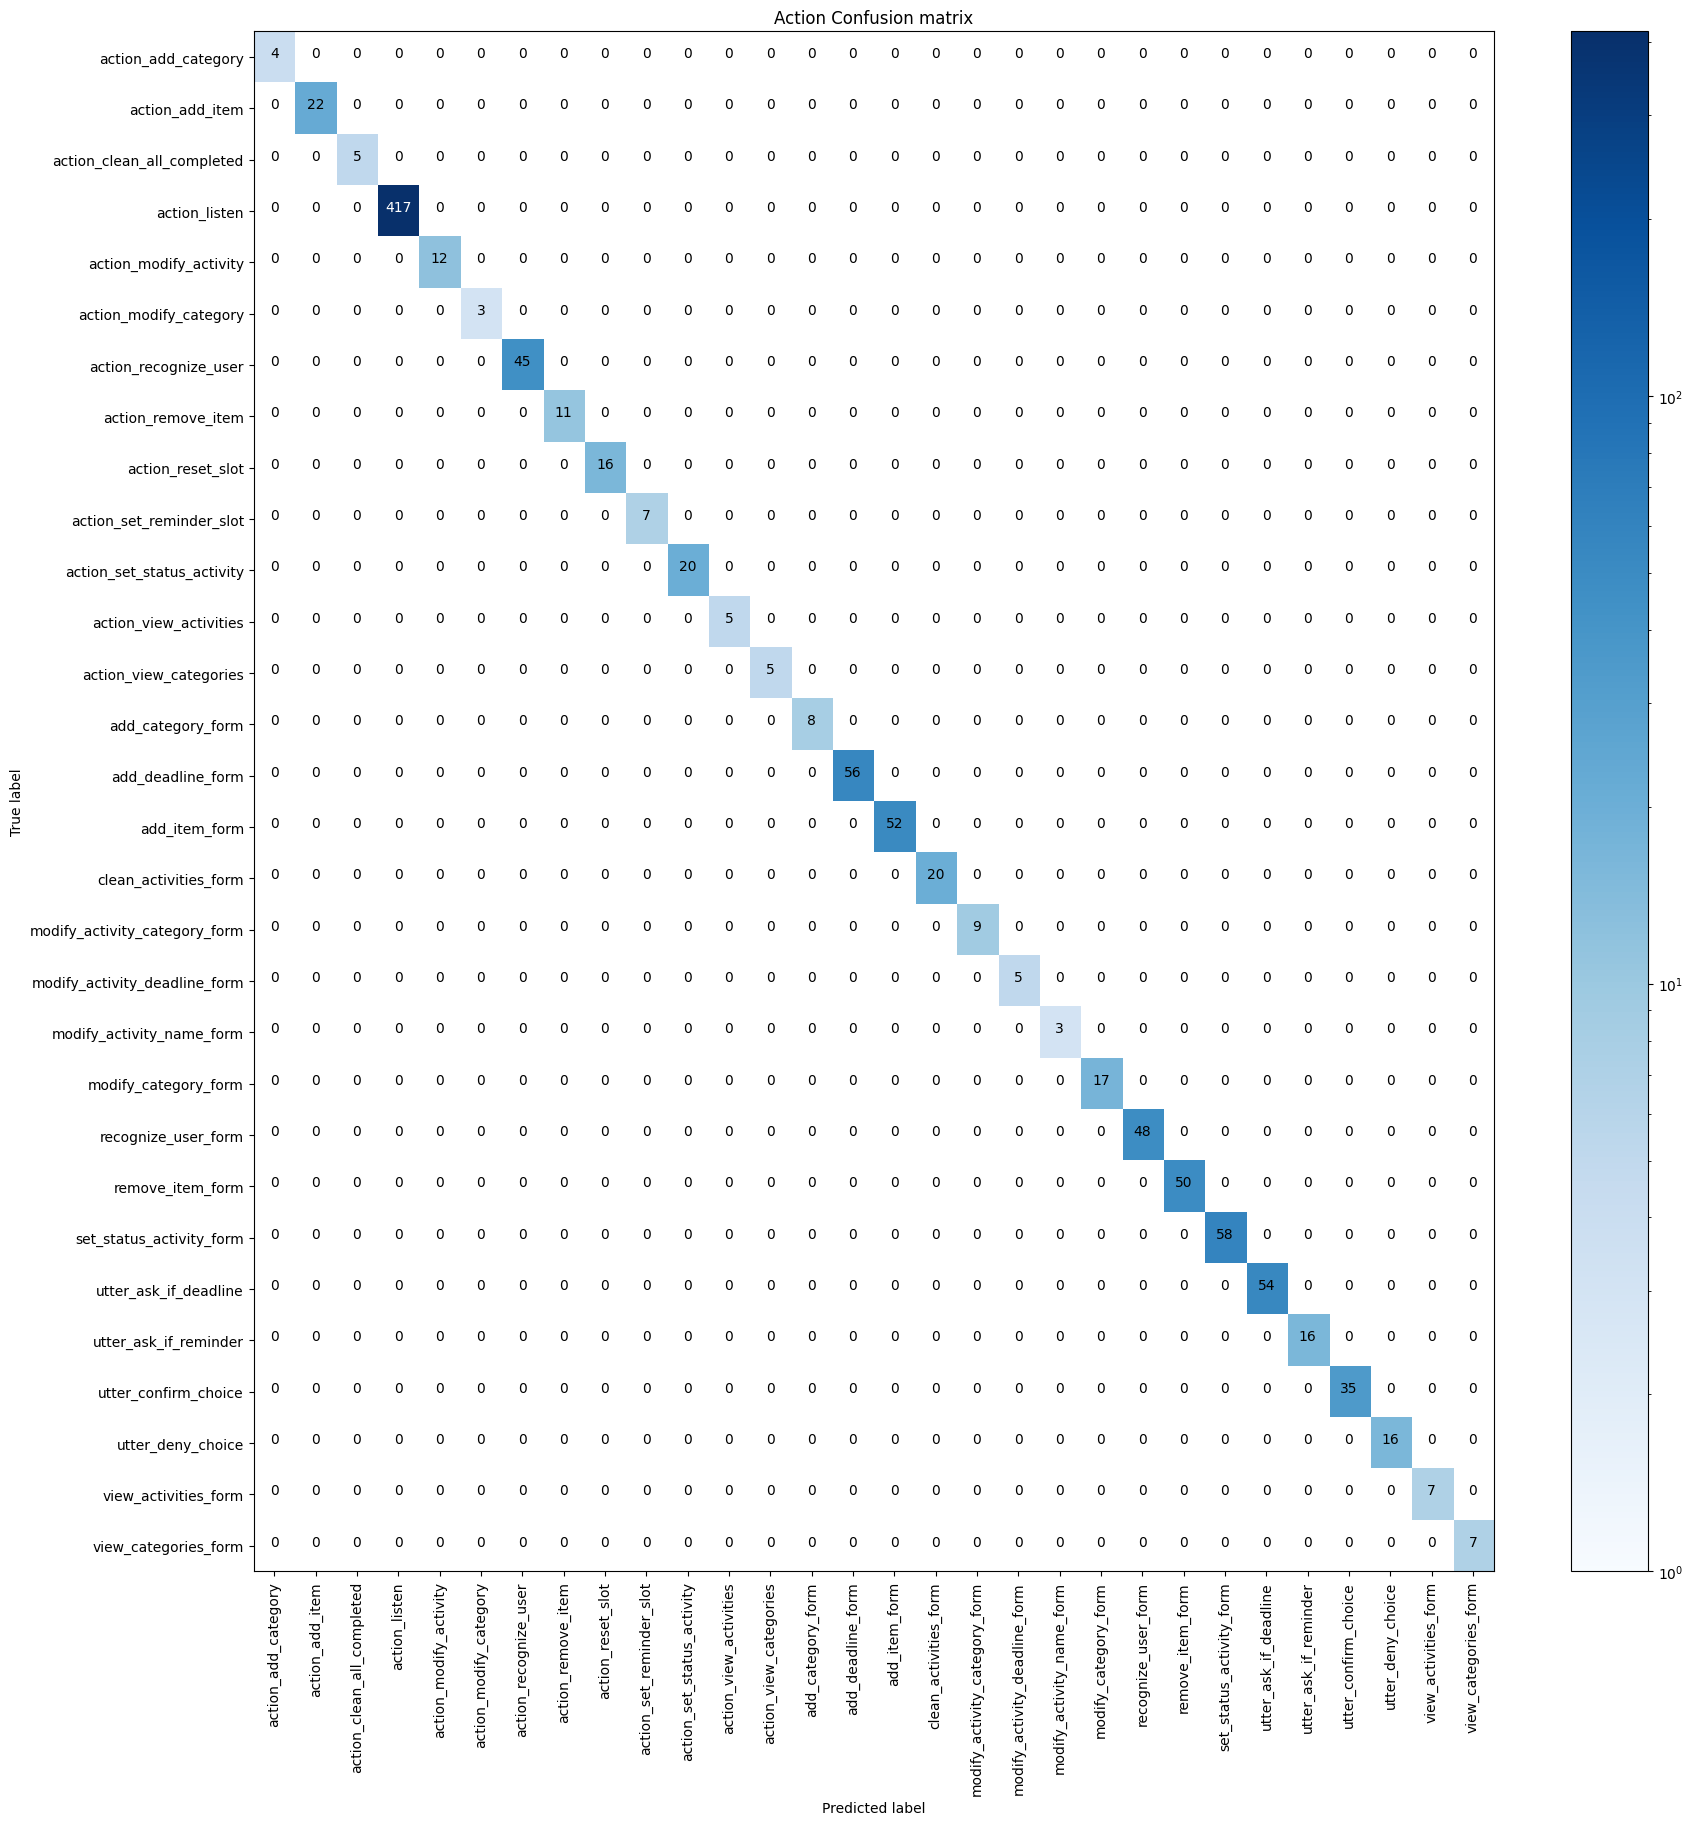 Action Confusion matrix
action_add_category 4 0 0 0 0 0 0 0 0 0 0 0 0 0 0 0 0 0 0 0 0 0 0 0 0 0 0 0 0 0
action_add_item 0 22 0 0 0 0 0 0 0 0 0 0 0 0 0 0 0 0 0 0 0 0 0 0 0 0 0 0 0 0
action_clean_all_completed 0 0 5 0 0 0 0 0 0 0 0 0 0 0 0 0 0 0 0 0 0 0 0 0 0 0 0 0 0 0
action_listen 0 0 0 417 0 0 0 0 0 0 0 0 0 0 0 0 0 0 0 0 0 0 0 0 0 0 0 0 0 0
action_modify_activity 0 0 0 0 12 0 0 0 0 0 0 0 0 0 0 0 0 0 0 0 0 0 0 0 0 0 0 0 0 0
action_modify_category 0 0 0 0 0 3 0 0 0 0 0 0 0 0 0 0 0 0 0 0 0 0 0 0 0 0 0 0 0 0
action_recognize_user 0 0 0 0 0 0 45 0 0 0 0 0 0 0 0 0 0 0 0 0 0 0 0 0 0 0 0 0 0 0
action_remove_item 0 0 0 0 0 0 0 11 0 0 0 0 0 0 0 0 0 0 0 0 0 0 0 0 0 0 0 0 0 0
action_reset_slot 0 0 0 0 0 0 0 0 16 0 0 0 0 0 0 0 0 0 0 0 0 0 0 0 0 0 0 0 0 0
action_set_reminder_slot 0 0 0 0 0 0 0 0 0 7 0 0 0 0 0 0 0 0 0 0 0 0 0 0 0 0 0 0 0 0
action_set_status_activity 0 0 0 0 0 0 0 0 0 0 20 0 0 0 0 0 0 0 0 0 0 0 0 0 0 0 0 0 0 0
action_view_activities 0 0 0 0 0 0 0 0 0 0 0 5 0 0 0 0 0 0 0 0 0 0 0 0 0 0 0 0 0 0
action_view_categories 0 0 0 0 0 0 0 0 0 0 0 0 5 0 0 0 0 0 0 0 0 0 0 0 0 0 0 0 0 0
add_category_form 0 0 0 0 0 0 0 0 0 0 0 0 0 8 0 0 0 0 0 0 0 0 0 0 0 0 0 0 0 0
add_deadline_form 0 0 0 0 0 0 0 0 0 0 0 0 0 0 56 0 0 0 0 0 0 0 0 0 0 0 0 0 0 0
add_item_form 0 0 0 0 0 0 0 0 0 0 0 0 0 0 0 52 0 0 0 0 0 0 0 0 0 0 0 0 0 0
clean_activities_form 0 0 0 0 0 0 0 0 0 0 0 0 0 0 0 0 20 0 0 0 0 0 0 0 0 0 0 0 0 0
modify_activity_category_form 0 0 0 0 0 0 0 0 0 0 0 0 0 0 0 0 0 9 0 0 0 0 0 0 0 0 0 0 0 0
modify_activity_deadline_form 0 0 0 0 0 0 0 0 0 0 0 0 0 0 0 0 0 0 5 0 0 0 0 0 0 0 0 0 0 0
modify_activity_name_form 0 0 0 0 0 0 0 0 0 0 0 0 0 0 0 0 0 0 0 3 0 0 0 0 0 0 0 0 0 0
modify_category_form 0 0 0 0 0 0 0 0 0 0 0 0 0 0 0 0 0 0 0 0 17 0 0 0 0 0 0 0 0 0
recognize_user_form 0 0 0 0 0 0 0 0 0 0 0 0 0 0 0 0 0 0 0 0 0 48 0 0 0 0 0 0 0 0
remove_item_form 0 0 0 0 0 0 0 0 0 0 0 0 0 0 0 0 0 0 0 0 0 0 50 0 0 0 0 0 0 0
set_status_activity_form 0 0 0 0 0 0 0 0 0 0 0 0 0 0 0 0 0 0 0 0 0 0 0 58 0 0 0 0 0 0
utter_ask_if_deadline 0 0 0 0 0 0 0 0 0 0 0 0 0 0 0 0 0 0 0 0 0 0 0 0 54 0 0 0 0 0
utter_ask_if_reminder 0 0 0 0 0 0 0 0 0 0 0 0 0 0 0 0 0 0 0 0 0 0 0 0 0 16 0 0 0 0
utter_confirm_choice 0 0 0 0 0 0 0 0 0 0 0 0 0 0 0 0 0 0 0 0 0 0 0 0 0 0 35 0 0 0
utter_deny_choice 0 0 0 0 0 0 0 0 0 0 0 0 0 0 0 0 0 0 0 0 0 0 0 0 0 0 0 16 0 0
view_activities_form 0 0 0 0 0 0 0 0 0 0 0 0 0 0 0 0 0 0 0 0 0 0 0 0 0 0 0 0 7 0
view_categories_form 0 0 0 0 0 0 0 0 0 0 0 0 0 0 0 0 0 0 0 0 0 0 0 0 0 0 0 0 0 7
True label
action_add_category
action_add_item
action_clean_all_completed
action_listen
action_modify_activity
action_modify_category
action_recognize_user
action_remove_item
action_reset_slot
action_set_reminder_slot
action_set_status_activity
action_view_activities
action_view_categories
add_category_form
add_deadline_form
add_item_form
clean_activities_form
modify_activity_category_form
modify_activity_deadline_form
modify_activity_name_form
modify_category_form
recognize_user_form
remove_item_form
set_status_activity_form
utter_ask_if_deadline
utter_ask_if_reminder
utter_confirm_choice
utter_deny_choice
view_activities_form
view_categories_form
Predicted label
10²
10¹
10⁰